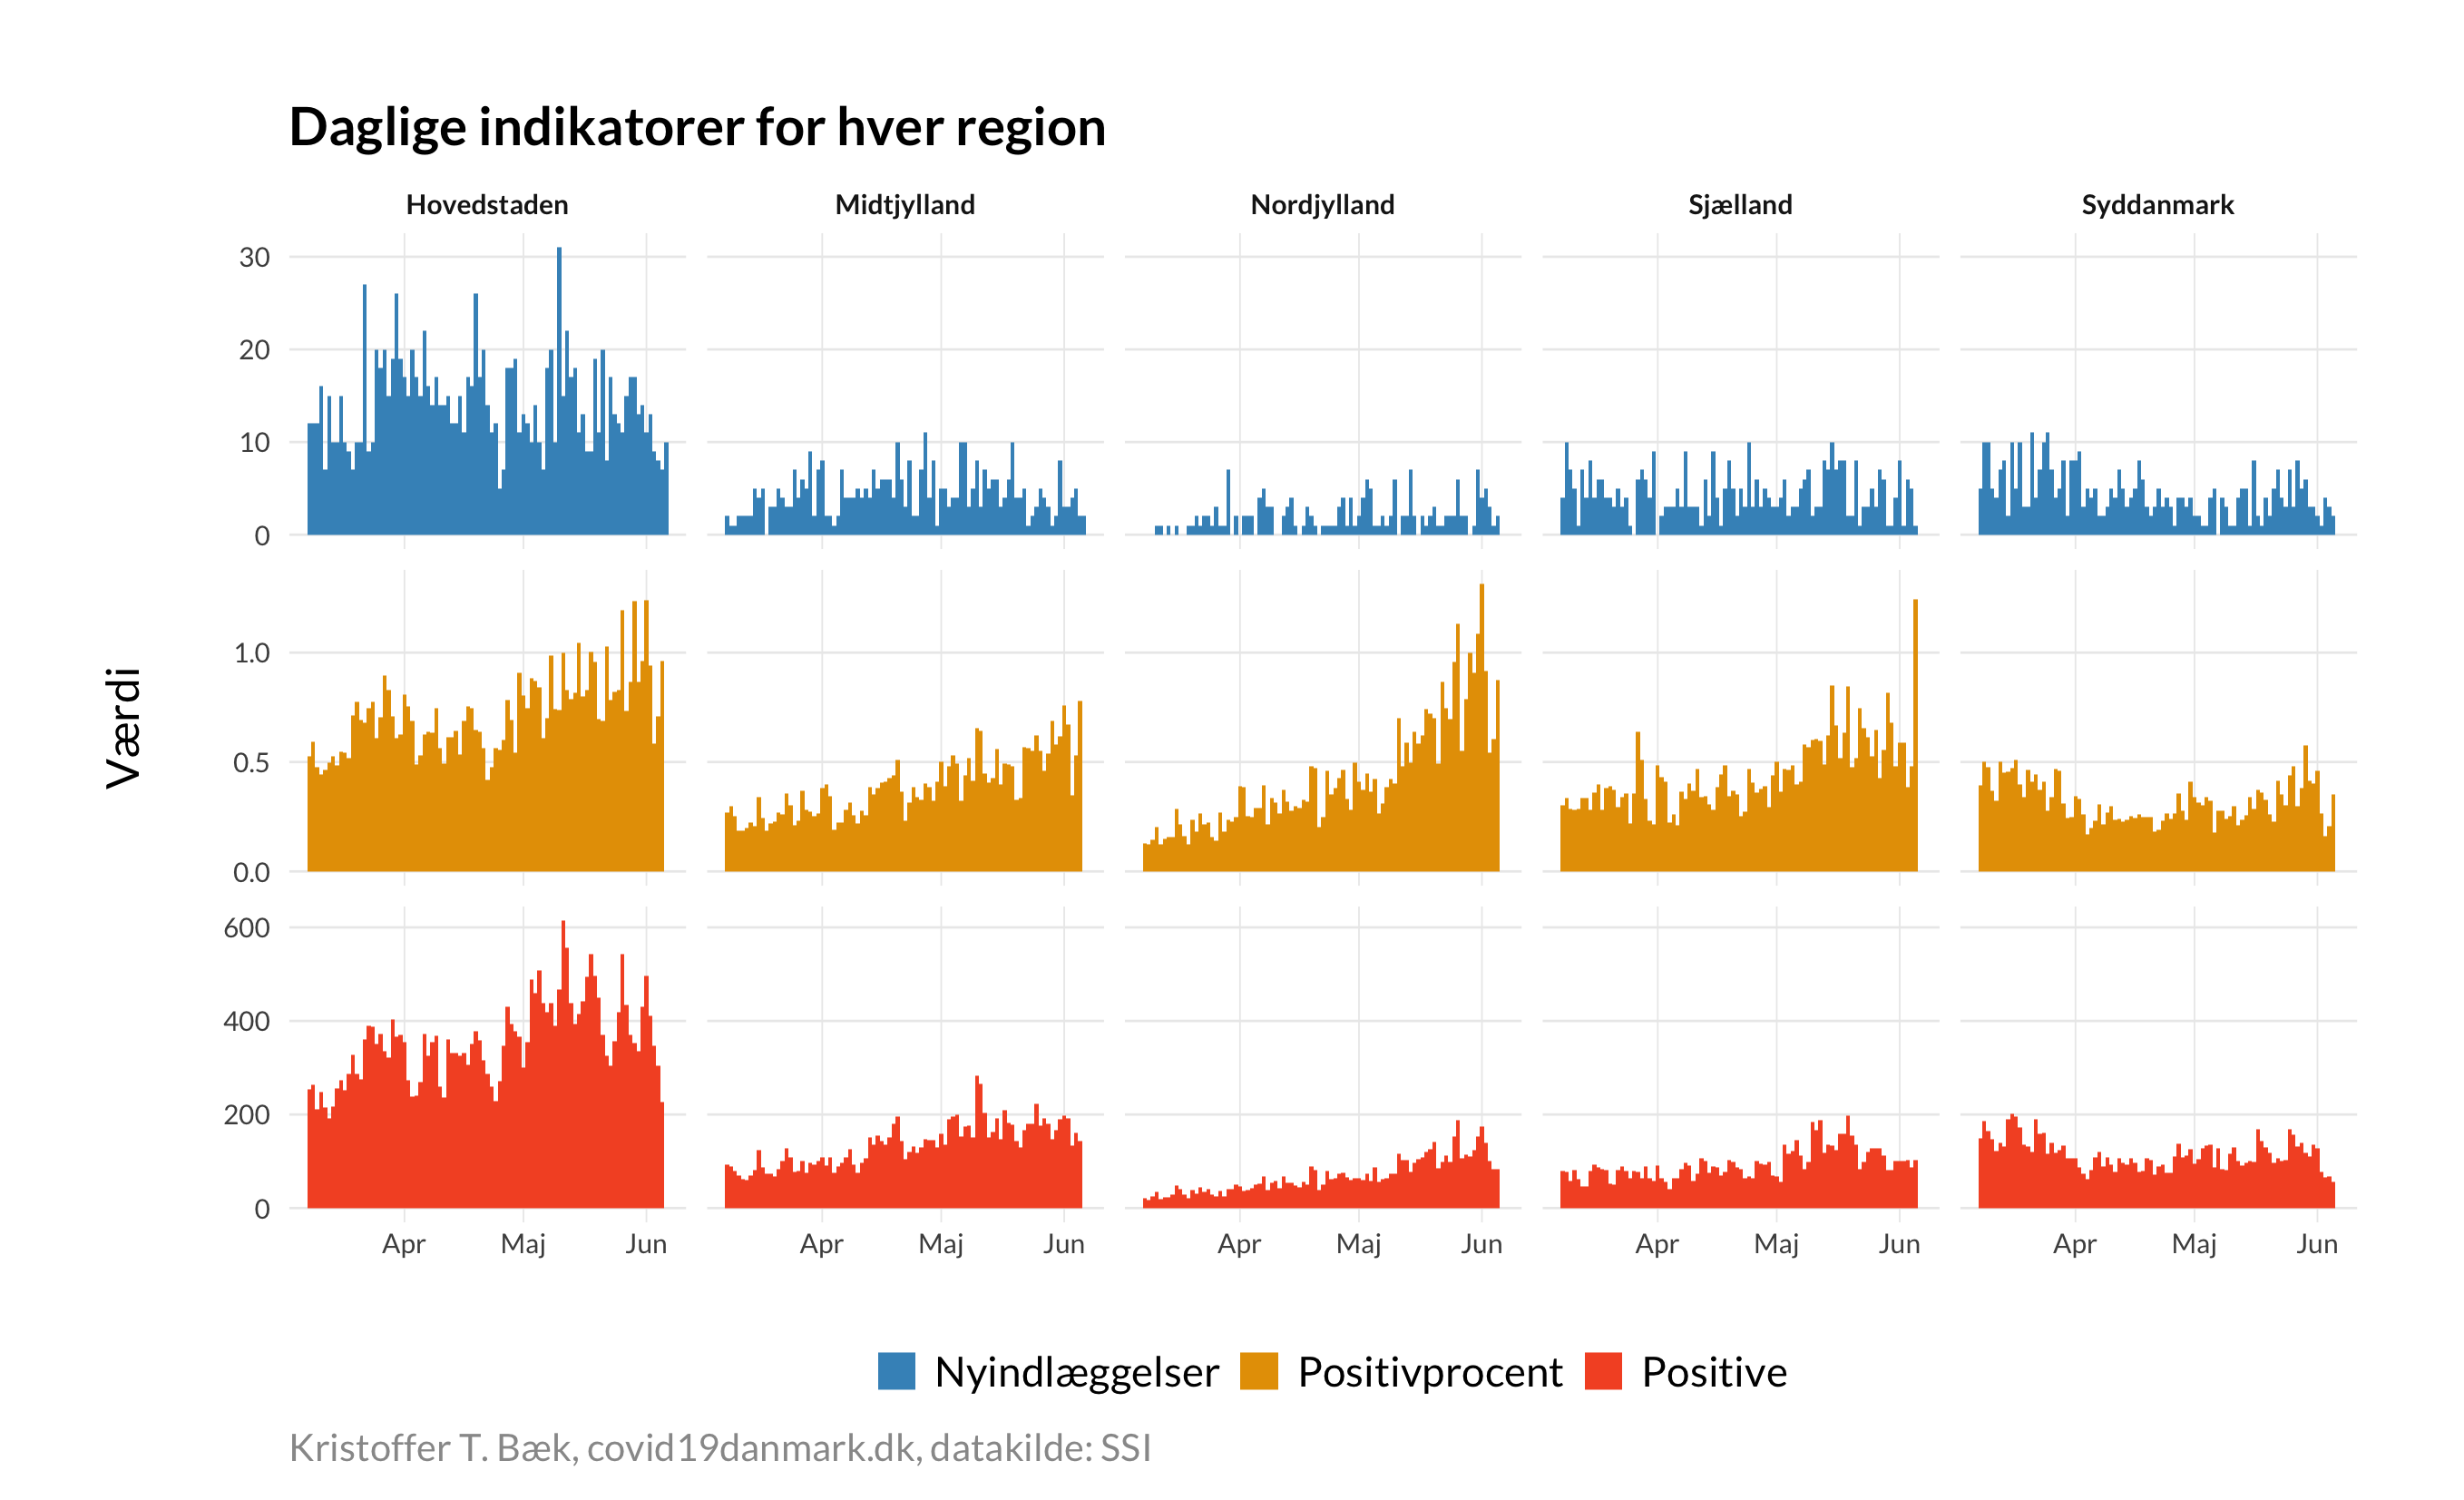 Daglige indikatorer for hver region
Hovedstaden Midtjylland Nordjylland Sjælland Syddanmark
30
20
10
0
1.0
0.5
0.0
600
400
200
0
Værdi
Apr Maj Jun Apr Maj Jun Apr Maj Jun Apr Maj Jun Apr Maj Jun
Nyindlæggelser Positivprocent Positive
Kristoffer T. Bæk, covid19danmark.dk, datakilde: SSI